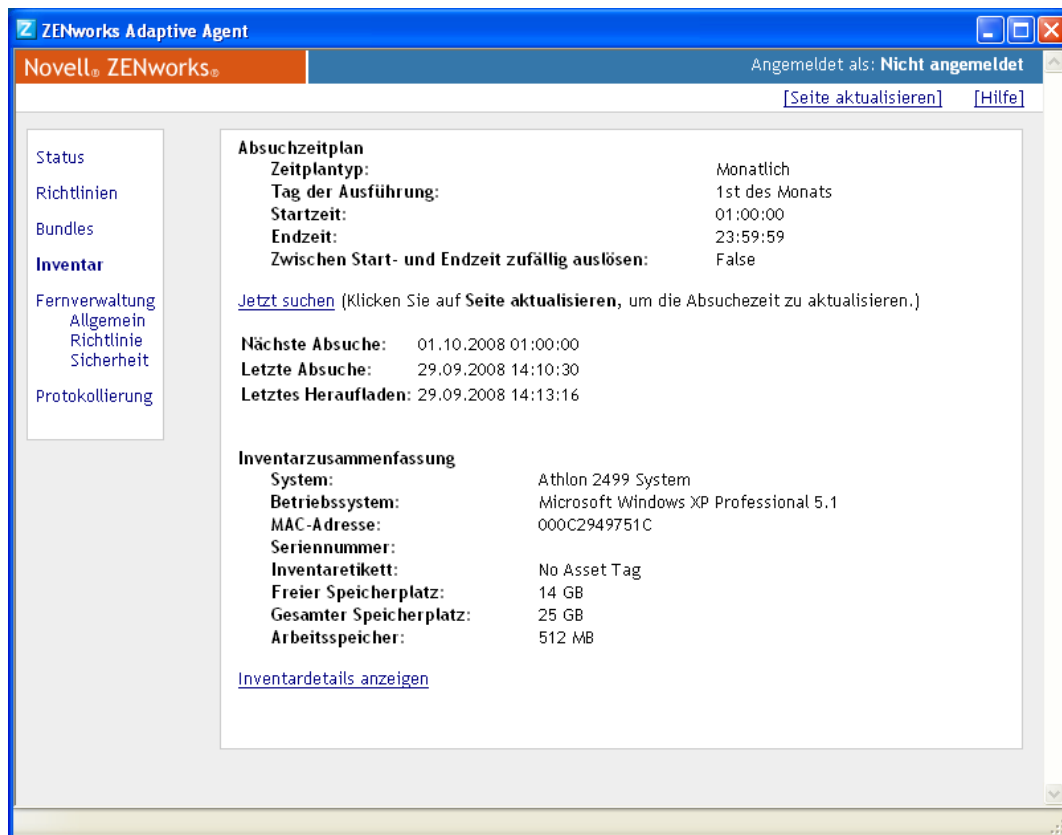 ZENworks Adaptive Agent
Novell® ZENworks®
Angemeldet als: Nicht angemeldet
[Seite aktualisieren] [Hilfe]
Status
Richtlinien
Bundles
Inventar
Fernverwaltung
Allgemein
Richtlinie
Sicherheit
Protokollierung
Absuchzeitplan
Zeitplantyp: Monatlich
Tag der Ausführung: 1st des Monats
Startzeit: 01:00:00
Endzeit: 23:59:59
Zwischen Start- und Endzeit zufällig auslösen: False
Jetzt suchen (Klicken Sie auf Seite aktualisieren, um die Absuchezeit zu aktualisieren.)
Nächste Absuche: 01.10.2008 01:00:00
Letzte Absuche: 29.09.2008 14:10:30
Letztes Heraufladen: 29.09.2008 14:13:16
Inventarzusammenfassung
System: Athlon 2499 System
Betriebssystem: Microsoft Windows XP Professional 5.1
MAC-Adresse: 000C2949751C
Seriennummer:
Inventaretikett: No Asset Tag
Freier Speicherplatz: 14 GB
Gesamter Speicherplatz: 25 GB
Arbeitsspeicher: 512 MB
Inventardetails anzeigen